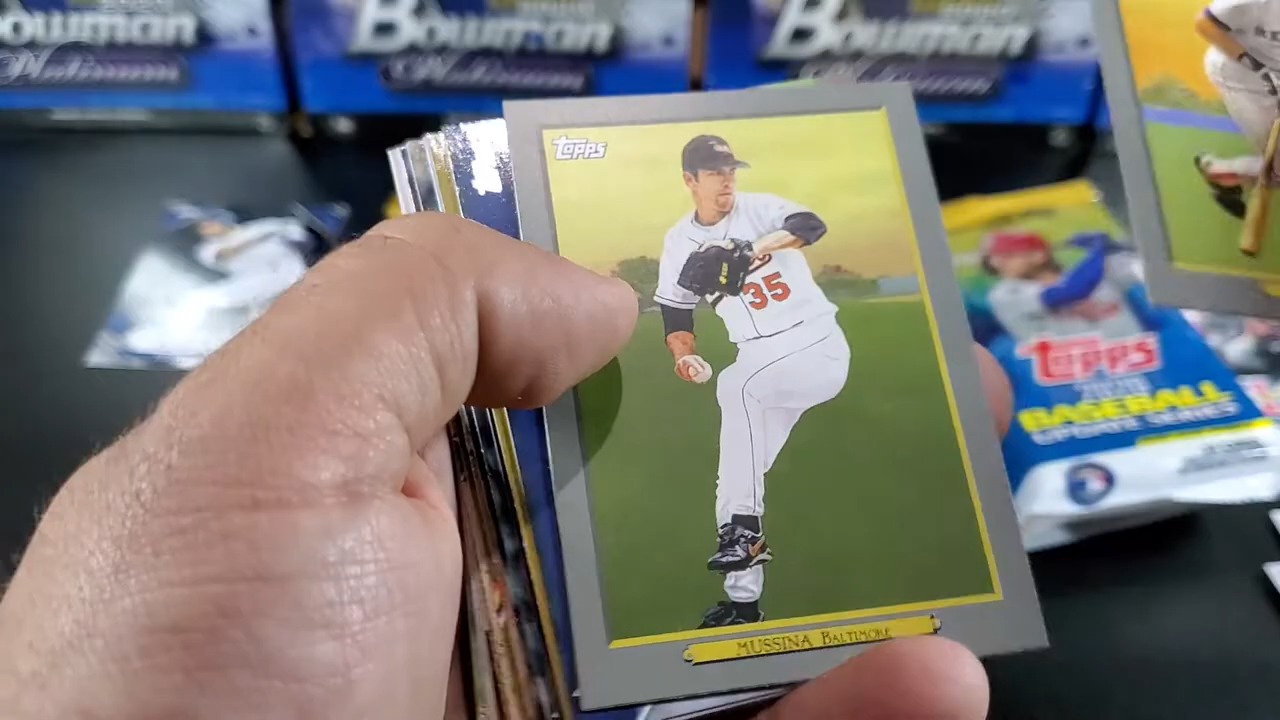 Bowman
Platinum
Bowman
Platinum
Bowman
Platinum
Topps
35
MUSSINA BALTIMORE
Topps
BASEBALL
UPDATE SERIES